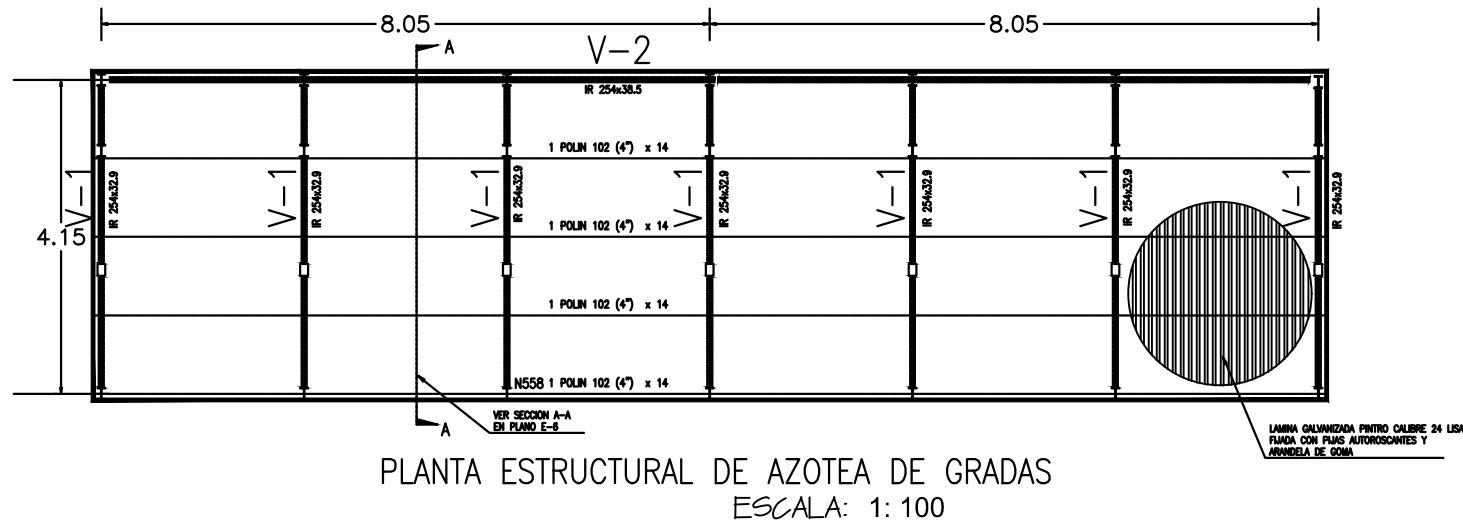 8.05
8.05
A
V-2
IR 254x38.5
1 POLIN 102 (4") x 14
V-1
IR 254x32.9
V-1
IR 254x32.9
V-1
IR 254x32.9
V-1
IR 254x32.9
V-1
IR 254x32.9
V-1
IR 254x32.9
V-1
IR 254x32.9
4.15
1 POLIN 102 (4") x 14
1 POLIN 102 (4") x 14
N558 1 POLIN 102 (4") x 14
VER SECCION A-A
EN PLANO E-6
A
LAMINA GALVANIZADA PINTRO CALIBRE 24 LISA
FIJADA CON PIJAS AUTOROSCANTES Y
ARANDELA DE GOMA
PLANTA ESTRUCTURAL DE AZOTEA DE GRADAS
ESCALA: 1: 100